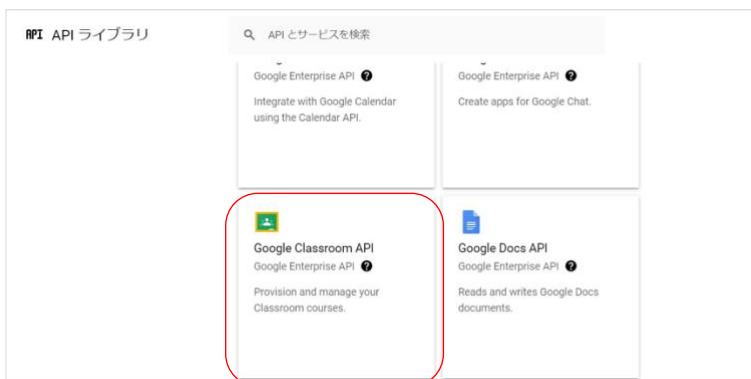 API API ライブラリ
API とサービスを検索
Google Enterprise API ?
Integrate with Google Calendar
using the Calendar API.
Google Enterprise API ?
Create apps for Google Chat.
Google Classroom API
Google Enterprise API ?
Provision and manage your
Classroom courses.
Google Docs API
Google Enterprise API ?
Reads and writes Google Docs
documents.